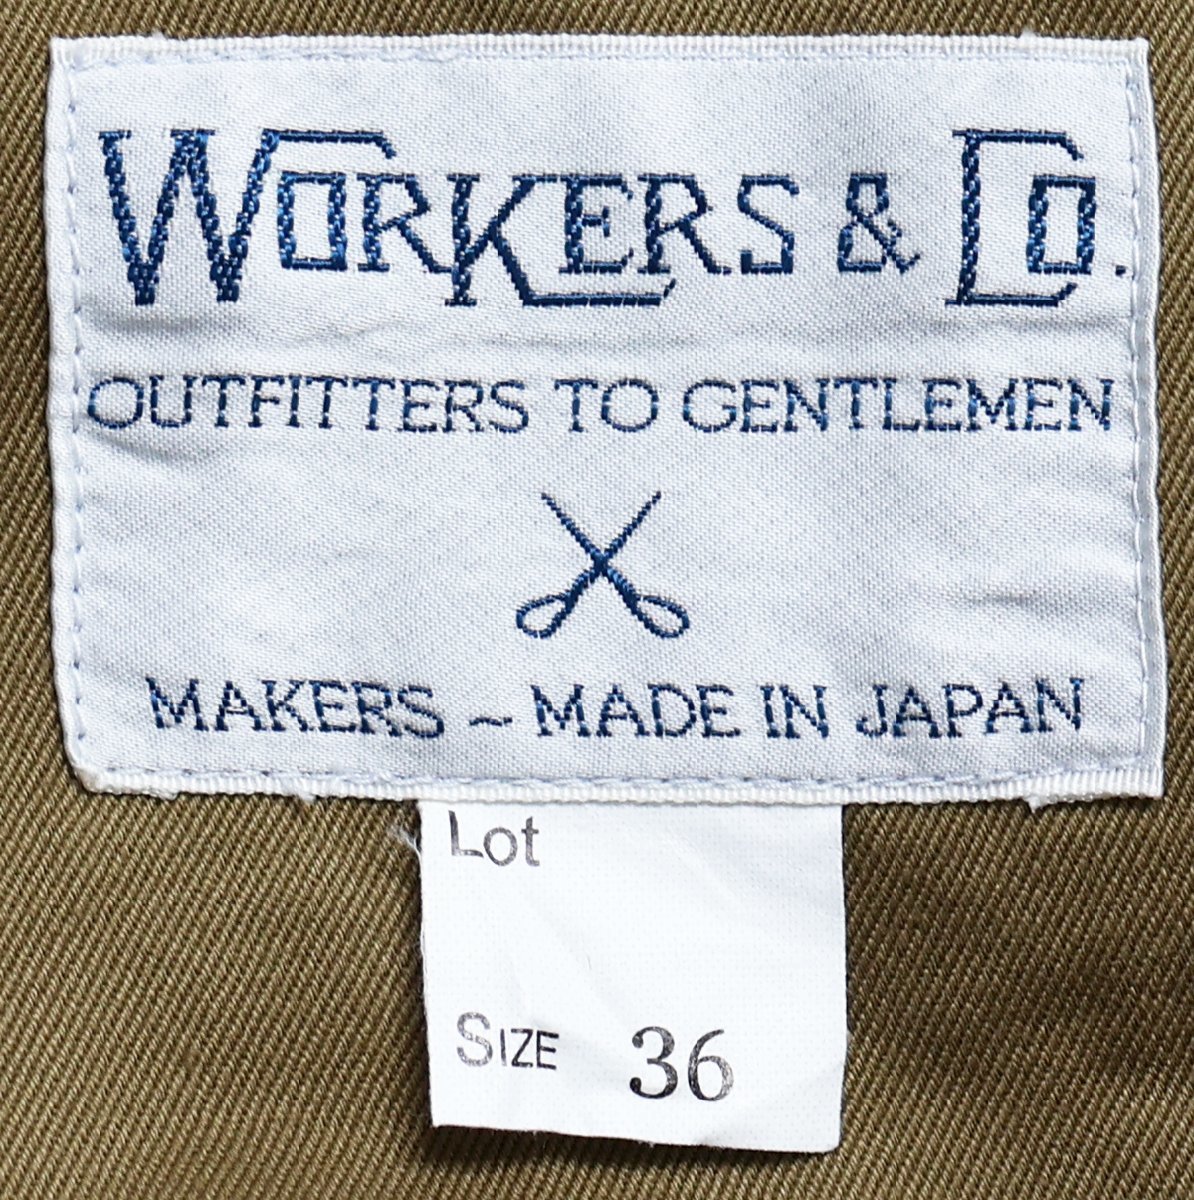 WORKERS & CO.
OUTFITTERS TO GENTLEMEN
MAKERS ~ MADE IN JAPAN
Lot
SIZE 36